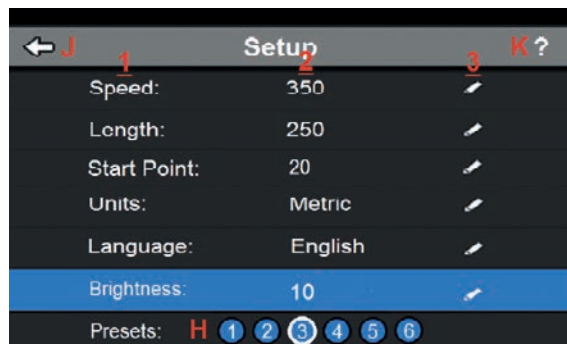 J Setup K ?
1 2 3
Speed: 350
Length: 250
Start Point: 20
Units: Metric
Language: English
Brightness: 10
Presets: H 1 2 3 4 5 6